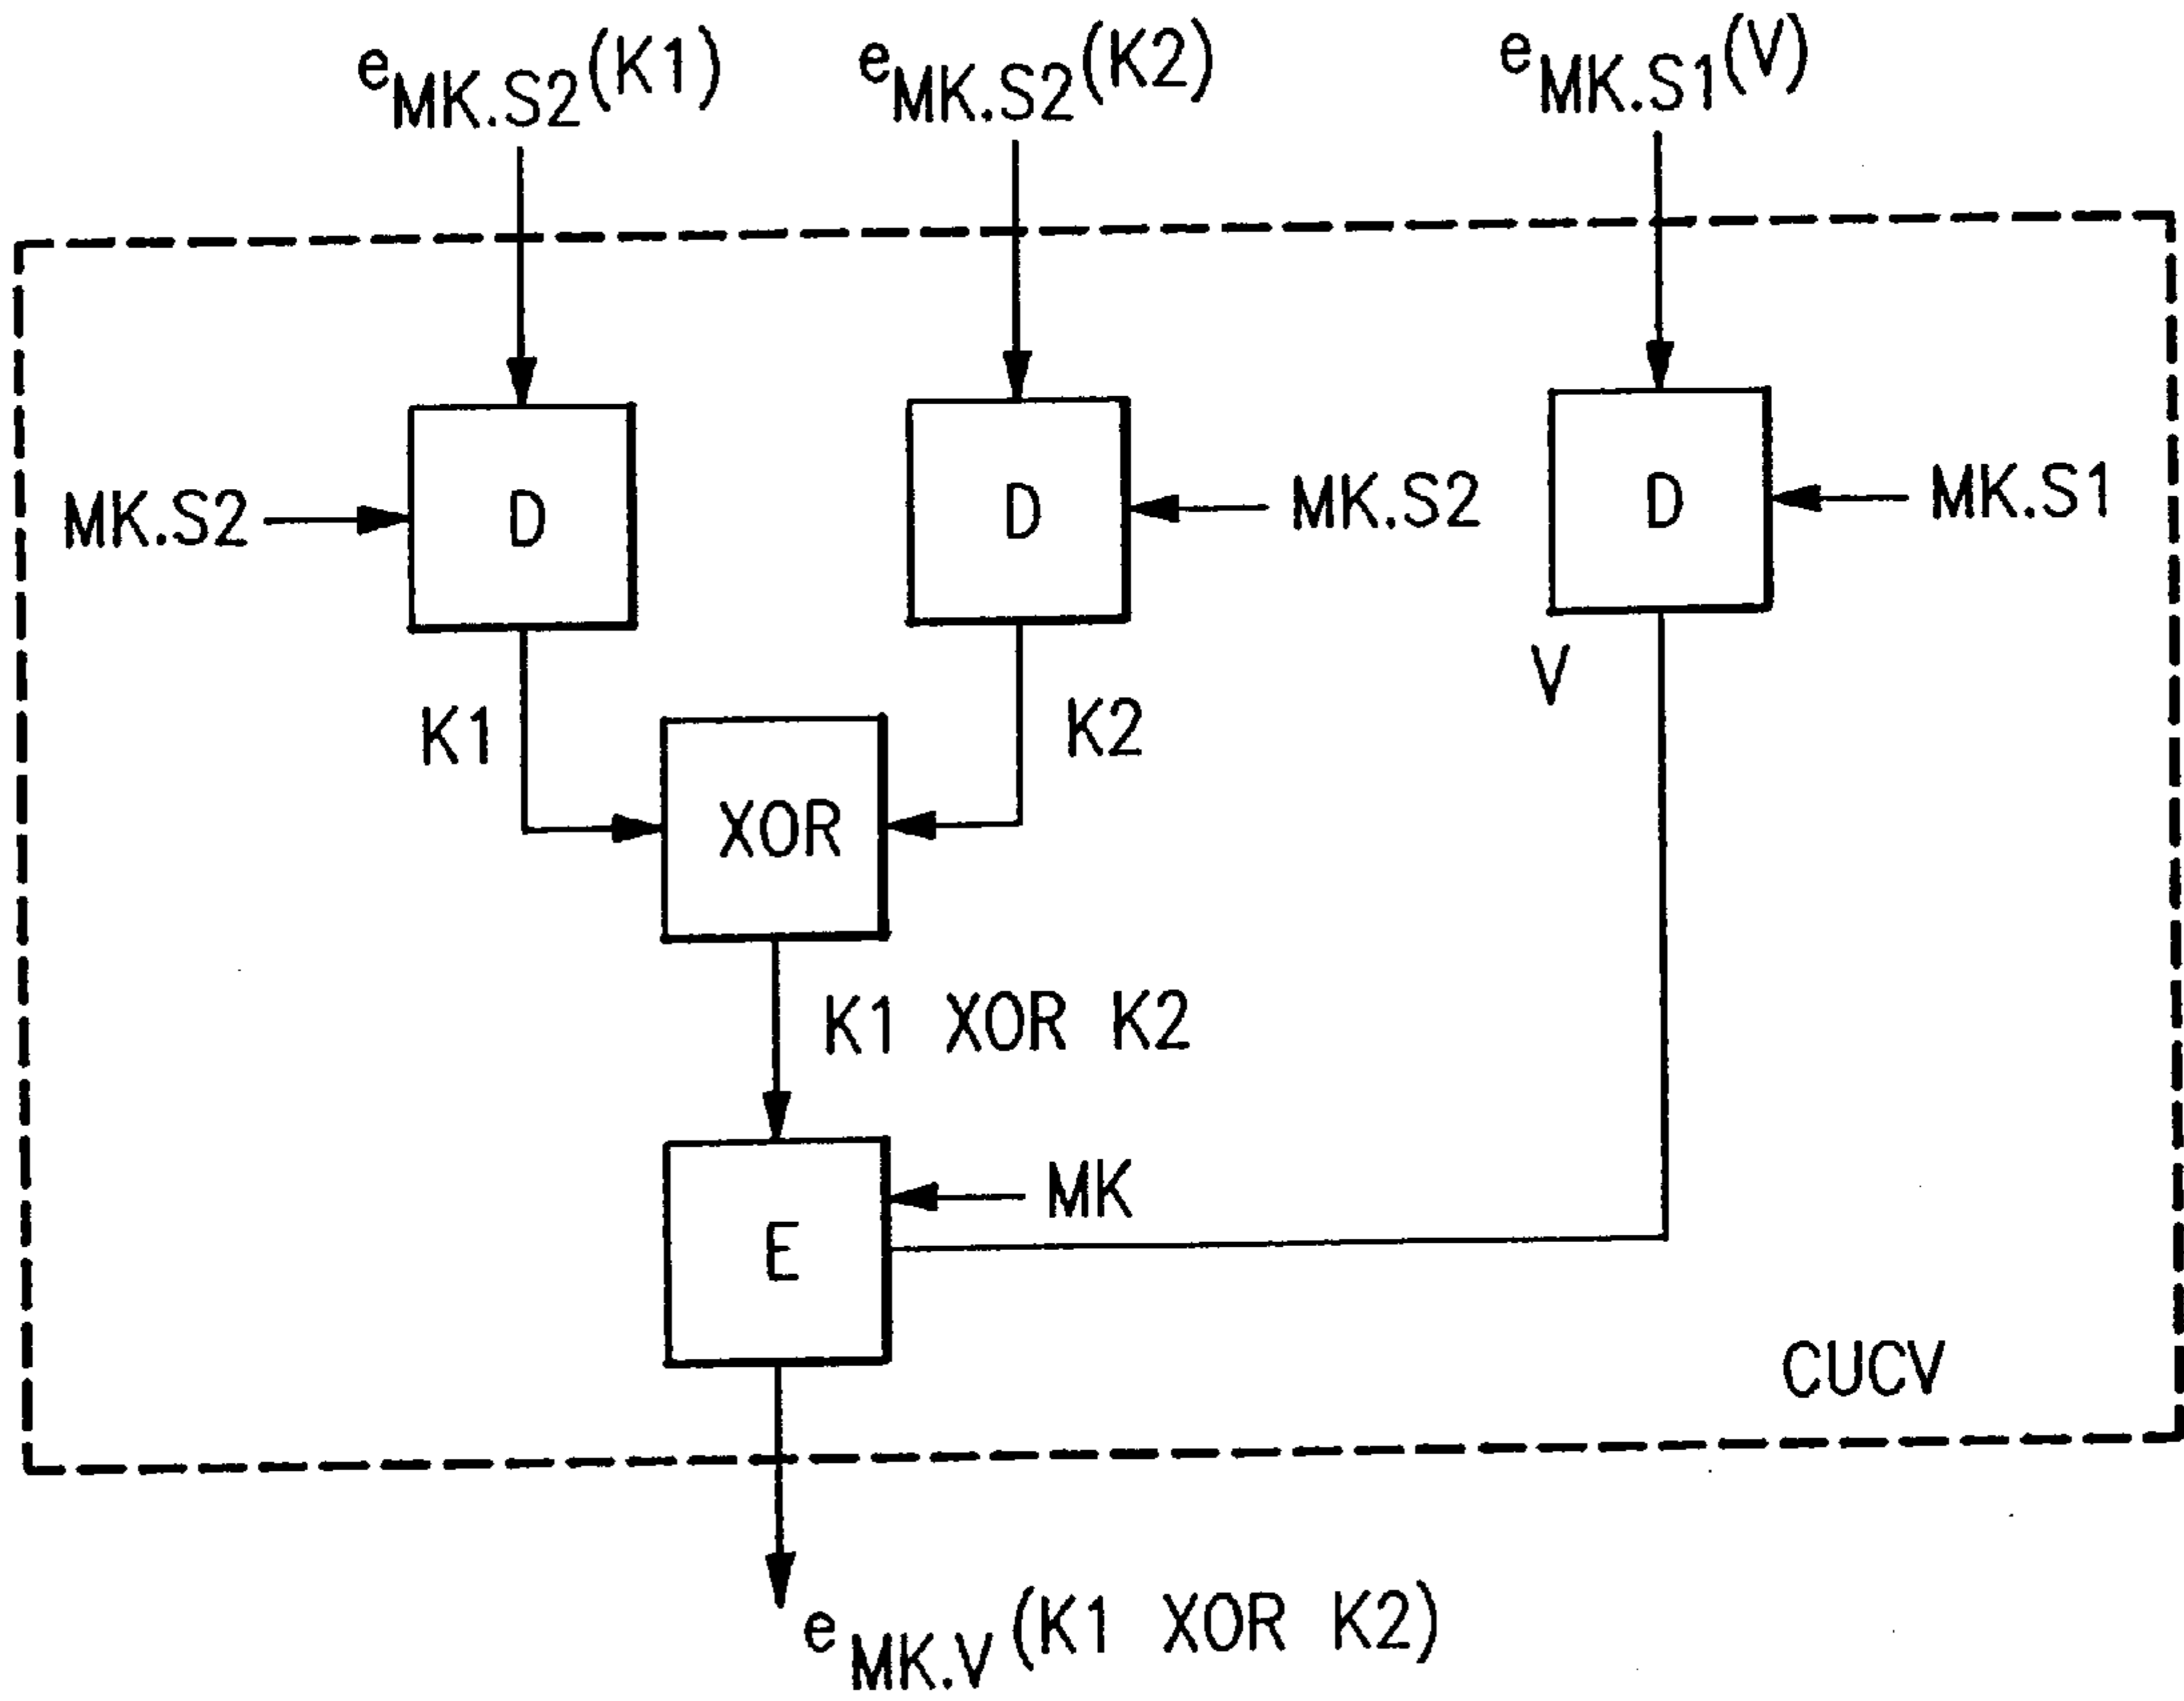 eMK.S2(K1)
eMK.S2(K2)
eMK.S1(V)
MK.S2
D
D
MK.S2
D
MK.S1
K1
K2
V
XOR
K1 XOR K2
MK
E
CUCV
eMK.V(K1 XOR K2)